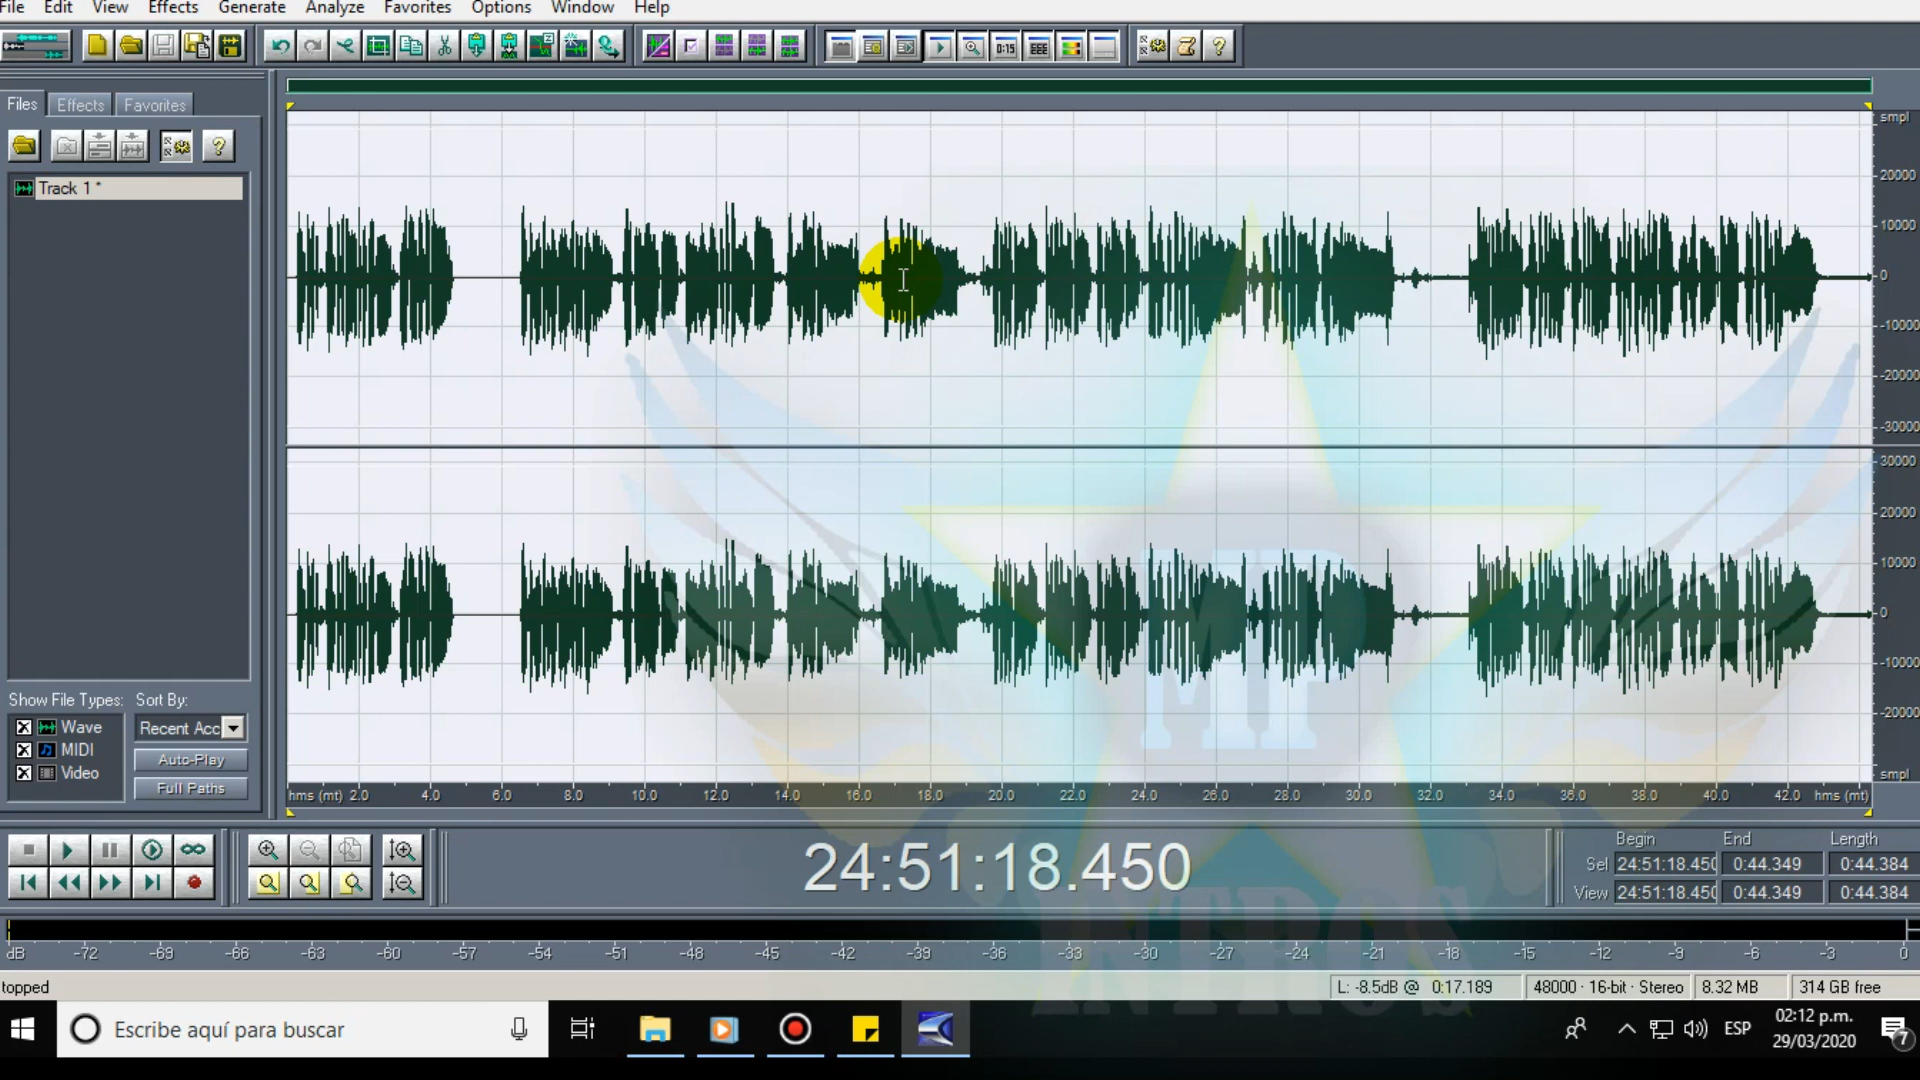 File Edit View Effects Generate Analyze Favorites Options Window Help
0:15
Files Effects Favorites
Track 1 *
smpl
20000
10000
0
-10000
-20000
-30000
30000
20000
10000
0
-10000
-20000
smpl
MP
INTROS
Show File Types: Sort By:
Wave Recent Acc
MIDI
Video
Auto-Play
Full Paths
hms (mt) 2.0 4.0 6.0 8.0 10.0 12.0 14.0 16.0 18.0 20.0 22.0 24.0 26.0 28.0 30.0 32.0 34.0 36.0 38.0 40.0 42.0 hms (mt)
24:51:18.450
Begin End Length
Sel 24:51:18.450 0:44.349 0:44.384
View 24:51:18.450 0:44.349 0:44.384
dB -72 -69 -66 -63 -60 -57 -54 -51 -48 -45 -42 -39 -36 -33 -30 -27 -24 -21 -18 -15 -12 -9 -6 -3 0
topped
L: -8.5dB @ 0:17.189 48000 · 16-bit · Stereo 8.32 MB 314 GB free
Escribe aquí para buscar
ESP
02:12 p.m.
29/03/2020
7